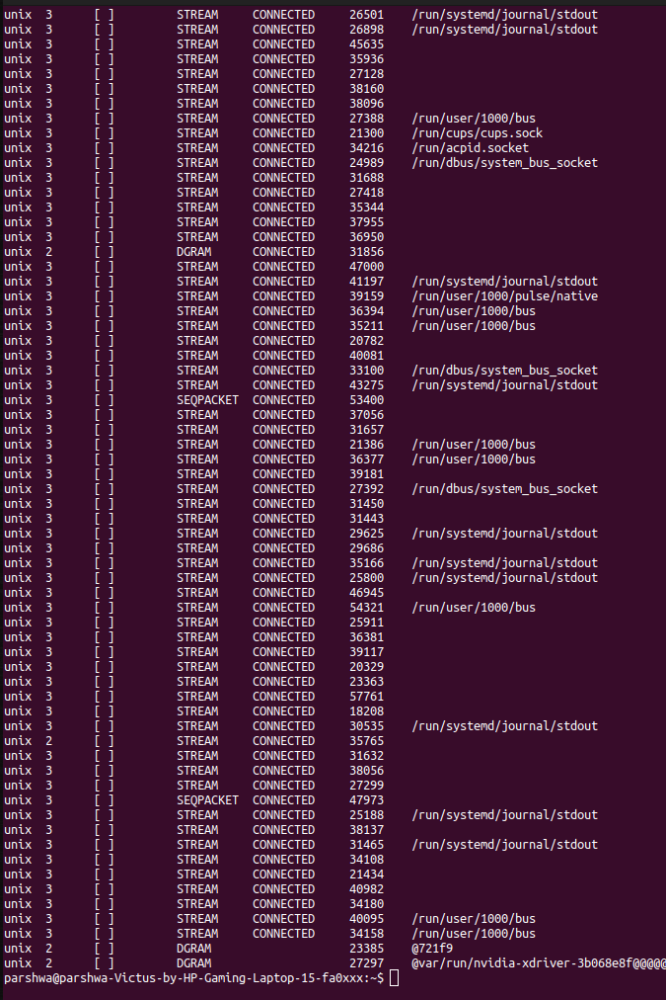 unix  3      [ ]         STREAM     CONNECTED     26501    /run/systemd/journal/stdout
unix  3      [ ]         STREAM     CONNECTED     26898    /run/systemd/journal/stdout
unix  3      [ ]         STREAM     CONNECTED     45635
unix  3      [ ]         STREAM     CONNECTED     35936
unix  3      [ ]         STREAM     CONNECTED     27128
unix  3      [ ]         STREAM     CONNECTED     38160
unix  3      [ ]         STREAM     CONNECTED     38096
unix  3      [ ]         STREAM     CONNECTED     27388    /run/user/1000/bus
unix  3      [ ]         STREAM     CONNECTED     21300    /run/cups/cups.sock
unix  3      [ ]         STREAM     CONNECTED     34216    /run/acpid.socket
unix  3      [ ]         STREAM     CONNECTED     24989    /run/dbus/system_bus_socket
unix  3      [ ]         STREAM     CONNECTED     31688
unix  3      [ ]         STREAM     CONNECTED     27418
unix  3      [ ]         STREAM     CONNECTED     35344
unix  3      [ ]         STREAM     CONNECTED     37955
unix  3      [ ]         STREAM     CONNECTED     36950
unix  2      [ ]         DGRAM      CONNECTED     31856
unix  3      [ ]         STREAM     CONNECTED     47000
unix  3      [ ]         STREAM     CONNECTED     41197    /run/systemd/journal/stdout
unix  3      [ ]         STREAM     CONNECTED     39159    /run/user/1000/pulse/native
unix  3      [ ]         STREAM     CONNECTED     36394    /run/user/1000/bus
unix  3      [ ]         STREAM     CONNECTED     35211    /run/user/1000/bus
unix  3      [ ]         STREAM     CONNECTED     20782
unix  3      [ ]         STREAM     CONNECTED     40081
unix  3      [ ]         STREAM     CONNECTED     33100    /run/dbus/system_bus_socket
unix  3      [ ]         STREAM     CONNECTED     43275    /run/systemd/journal/stdout
unix  3      [ ]         SEQPACKET  CONNECTED     53400
unix  3      [ ]         STREAM     CONNECTED     37056
unix  3      [ ]         STREAM     CONNECTED     31657
unix  3      [ ]         STREAM     CONNECTED     21386    /run/user/1000/bus
unix  3      [ ]         STREAM     CONNECTED     36377    /run/user/1000/bus
unix  3      [ ]         STREAM     CONNECTED     39181
unix  3      [ ]         STREAM     CONNECTED     27392    /run/dbus/system_bus_socket
unix  3      [ ]         STREAM     CONNECTED     31450
unix  3      [ ]         STREAM     CONNECTED     31443
unix  3      [ ]         STREAM     CONNECTED     29625    /run/systemd/journal/stdout
unix  3      [ ]         STREAM     CONNECTED     29686
unix  3      [ ]         STREAM     CONNECTED     35166    /run/systemd/journal/stdout
unix  3      [ ]         STREAM     CONNECTED     25800    /run/systemd/journal/stdout
unix  3      [ ]         STREAM     CONNECTED     46945
unix  3      [ ]         STREAM     CONNECTED     54321    /run/user/1000/bus
unix  3      [ ]         STREAM     CONNECTED     25911
unix  3      [ ]         STREAM     CONNECTED     36381
unix  3      [ ]         STREAM     CONNECTED     39117
unix  3      [ ]         STREAM     CONNECTED     20329
unix  3      [ ]         STREAM     CONNECTED     23363
unix  3      [ ]         STREAM     CONNECTED     57761
unix  3      [ ]         STREAM     CONNECTED     18208
unix  3      [ ]         STREAM     CONNECTED     30535    /run/systemd/journal/stdout
unix  2      [ ]         STREAM     CONNECTED     35765
unix  3      [ ]         STREAM     CONNECTED     31632
unix  3      [ ]         STREAM     CONNECTED     38056
unix  3      [ ]         STREAM     CONNECTED     27299
unix  3      [ ]         SEQPACKET  CONNECTED     47973
unix  3      [ ]         STREAM     CONNECTED     25188    /run/systemd/journal/stdout
unix  3      [ ]         STREAM     CONNECTED     38137
unix  3      [ ]         STREAM     CONNECTED     31465    /run/systemd/journal/stdout
unix  3      [ ]         STREAM     CONNECTED     34108
unix  3      [ ]         STREAM     CONNECTED     21434
unix  3      [ ]         STREAM     CONNECTED     40982
unix  3      [ ]         STREAM     CONNECTED     34180
unix  3      [ ]         STREAM     CONNECTED     40095    /run/user/1000/bus
unix  3      [ ]         STREAM     CONNECTED     34158    /run/user/1000/bus
unix  2      [ ]         DGRAM                    23385    @721f9
unix  2      [ ]         DGRAM                    27297    @var/run/nvidia-xdriver-3b068e8f@@@@@
parshwa@parshwa-Victus-by-HP-Gaming-Laptop-15-fa0xxx:~$